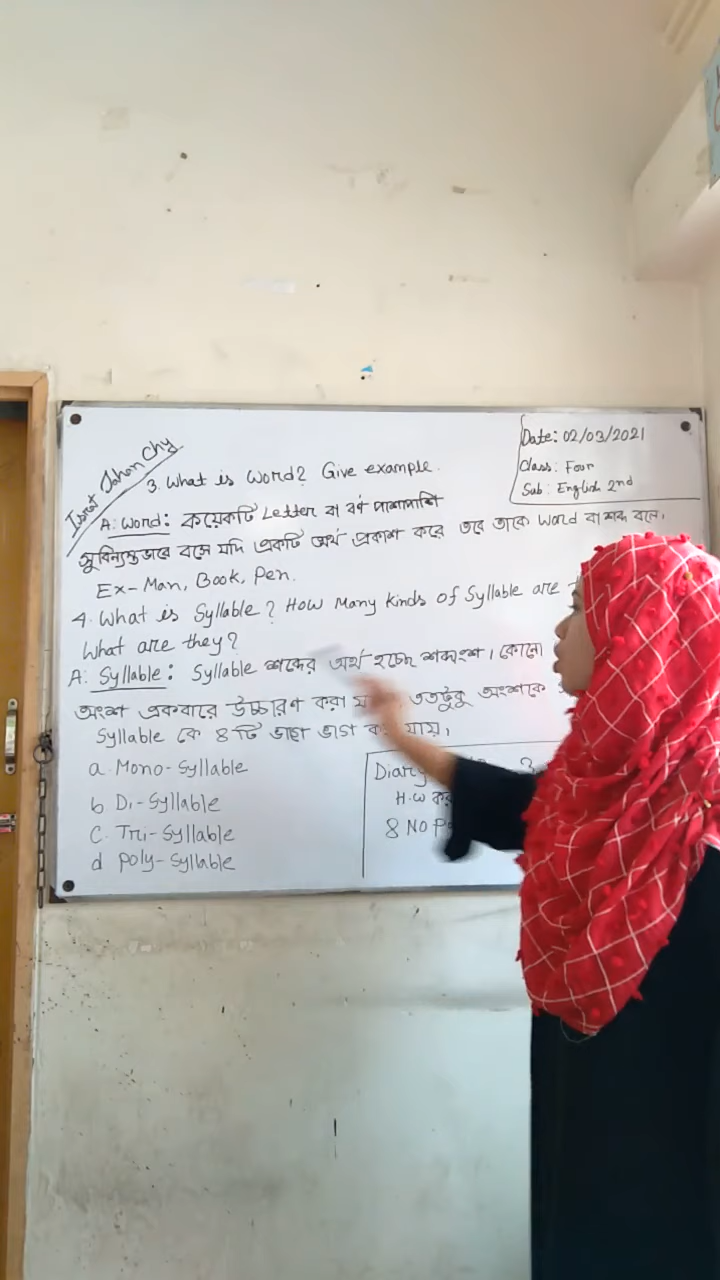 Israt Jahan Chy
Date: 02/03/2021
Class: Four
Sub: English 2nd
3. What is Word? Give example.
A: Word: কয়েকটি Letter বা বর্ণ পাশাপাশি
সুবিন্যস্তভাবে বসে যদি একটি অর্থ প্রকাশ করে তবে তাকে Word বা শব্দ বলে।
Ex- Man, Book, Pen.
4. What is Syllable? How Many Kinds of Syllable are
What are they?
A: Syllable: Syllable শব্দের অর্থ হচ্ছে শব্দাংশ। কোনো
অংশ একবারে উচ্চারণ করা ততটুকু অংশকে
Syllable কে ৪ টি ভাগে ভাগ যায়।
a. Mono-Syllable
b Di-Syllable
C. Tri-Syllable
d Poly-Syllable
Diary
H.W
8 NO